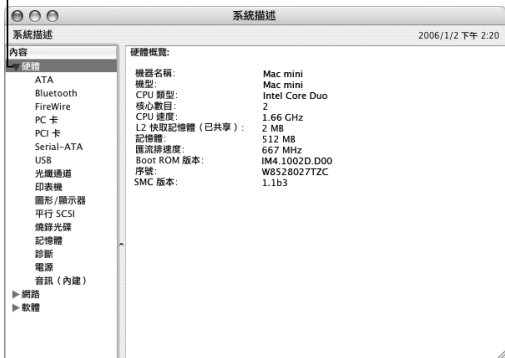 系統描述
系統描述 2006/1/2 下午 2:20
內容
▼硬體
ATA
Bluetooth
FireWire
PC 卡
PCI 卡
Serial-ATA
USB
光纖通道
印表機
圖形/顯示器
平行 SCSI
燒錄光碟
記憶體
診斷
電源
音訊（內建）
▶網路
▶軟體
硬體概覽:
機器名稱: Mac mini
機型: Mac mini
CPU 類型: Intel Core Duo
核心數目: 2
CPU 速度: 1.66 GHz
L2 快取記憶體（已共享）: 2 MB
記憶體: 512 MB
匯流排速度: 667 MHz
Boot ROM 版本: IM4.1002D.D00
序號: W8528027TZC
SMC 版本: 1.1b3